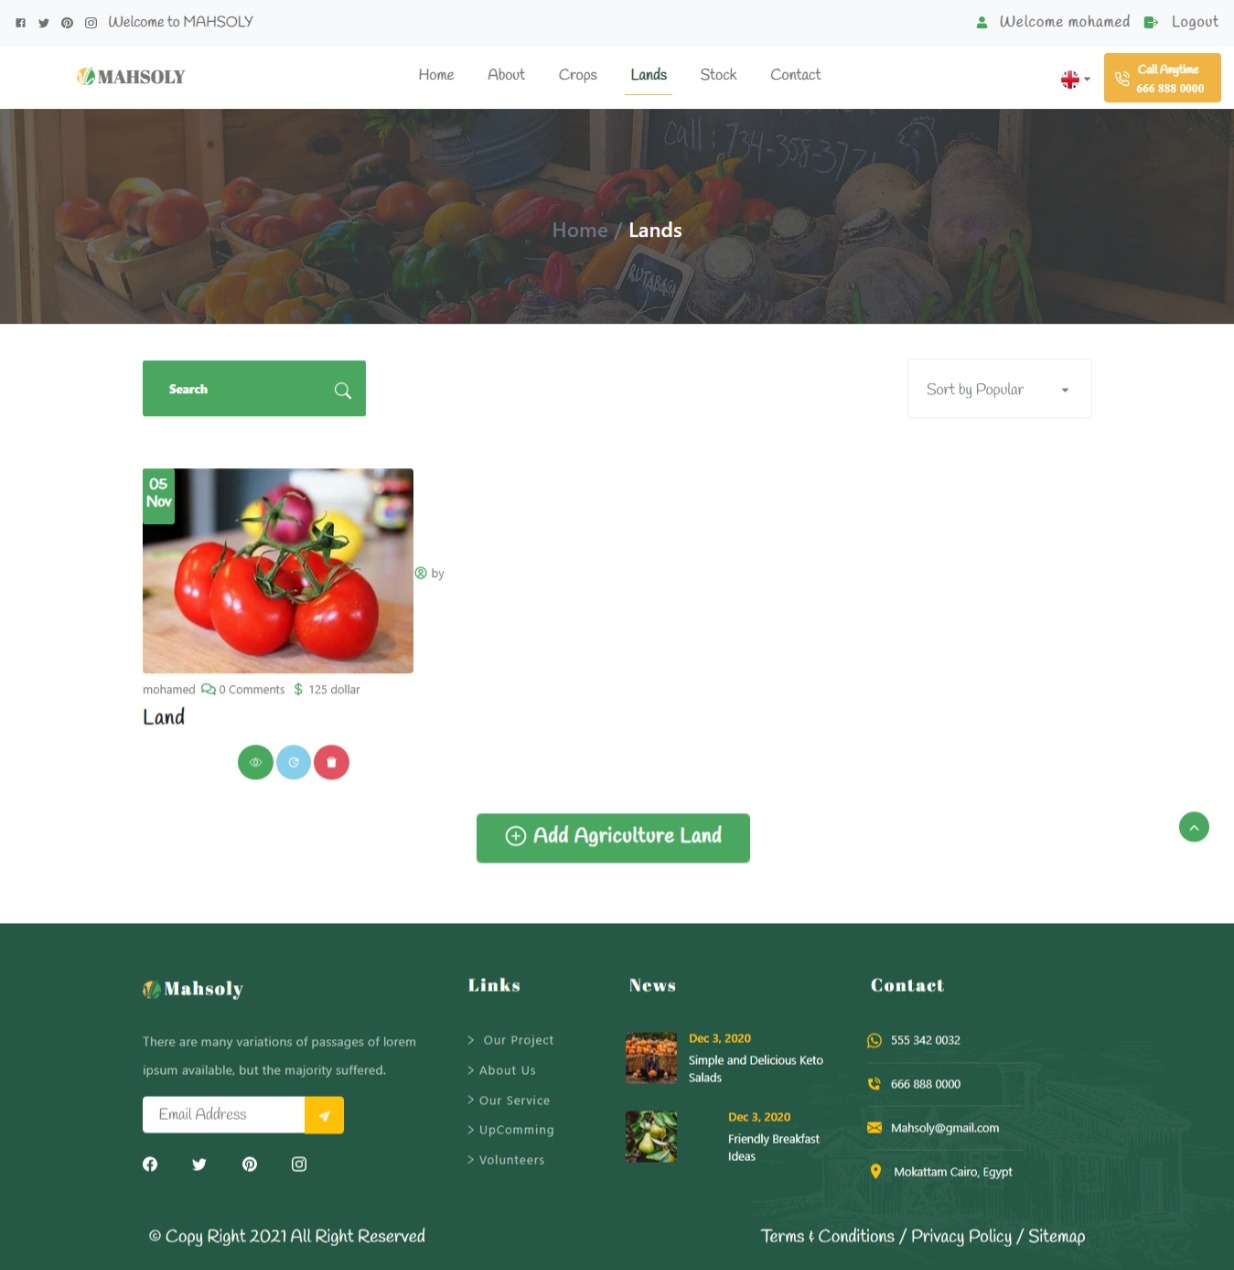 Welcome to MAHSOLY
Welcome mohamed
Logout
MAHSOLY
Home
About
Crops
Lands
Stock
Contact
Call Anytime
666 888 0000
call : 734-358-3771
RUTABAGA
Home / Lands
Search
Sort by Popular
05
Nov
by
mohamed
0 Comments
$ 125 dollar
Land
Add Agriculture Land
Mahsoly
There are many variations of passages of lorem
ipsum available, but the majority suffered.
Email Address
Links
> Our Project
> About Us
> Our Service
> UpComming
> Volunteers
News
Dec 3, 2020
Simple and Delicious Keto
Salads
Dec 3, 2020
Friendly Breakfast
Ideas
Contact
555 342 0032
666 888 0000
Mahsoly@gmail.com
Mokattam Cairo, Egypt
© Copy Right 2021 All Right Reserved
Terms & Conditions / Privacy Policy / Sitemap